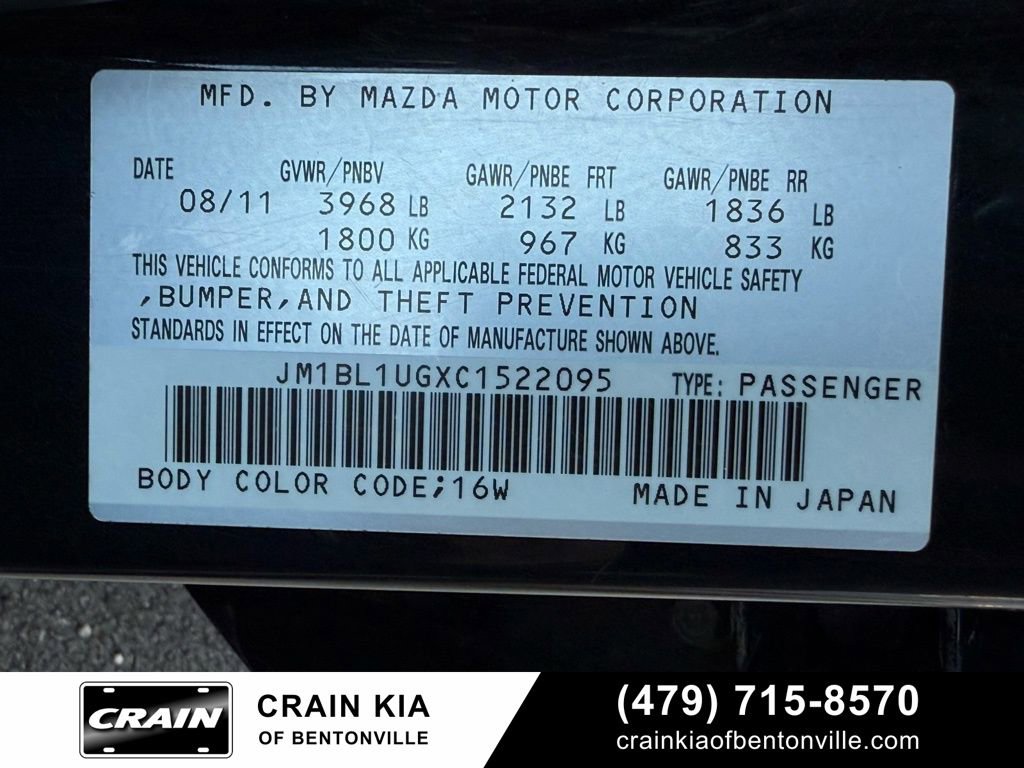 MFD. BY MAZDA MOTOR CORPORATION
DATE GVWR/PNBV GAWR/PNBE FRT GAWR/PNBE RR
08/11 3968 LB 2132 LB 1836 LB
1800 KG 967 KG 833 KG
THIS VEHICLE CONFORMS TO ALL APPLICABLE FEDERAL MOTOR VEHICLE SAFETY
,BUMPER,AND THEFT PREVENTION
STANDARDS IN EFFECT ON THE DATE OF MANUFACTURE SHOWN ABOVE.
JM1BL1UGXC1522095 TYPE: PASSENGER
BODY COLOR CODE;16W MADE IN JAPAN
CRAIN
CRAIN KIA
OF BENTONVILLE
(479) 715-8570
crainkiaofbentonville.com